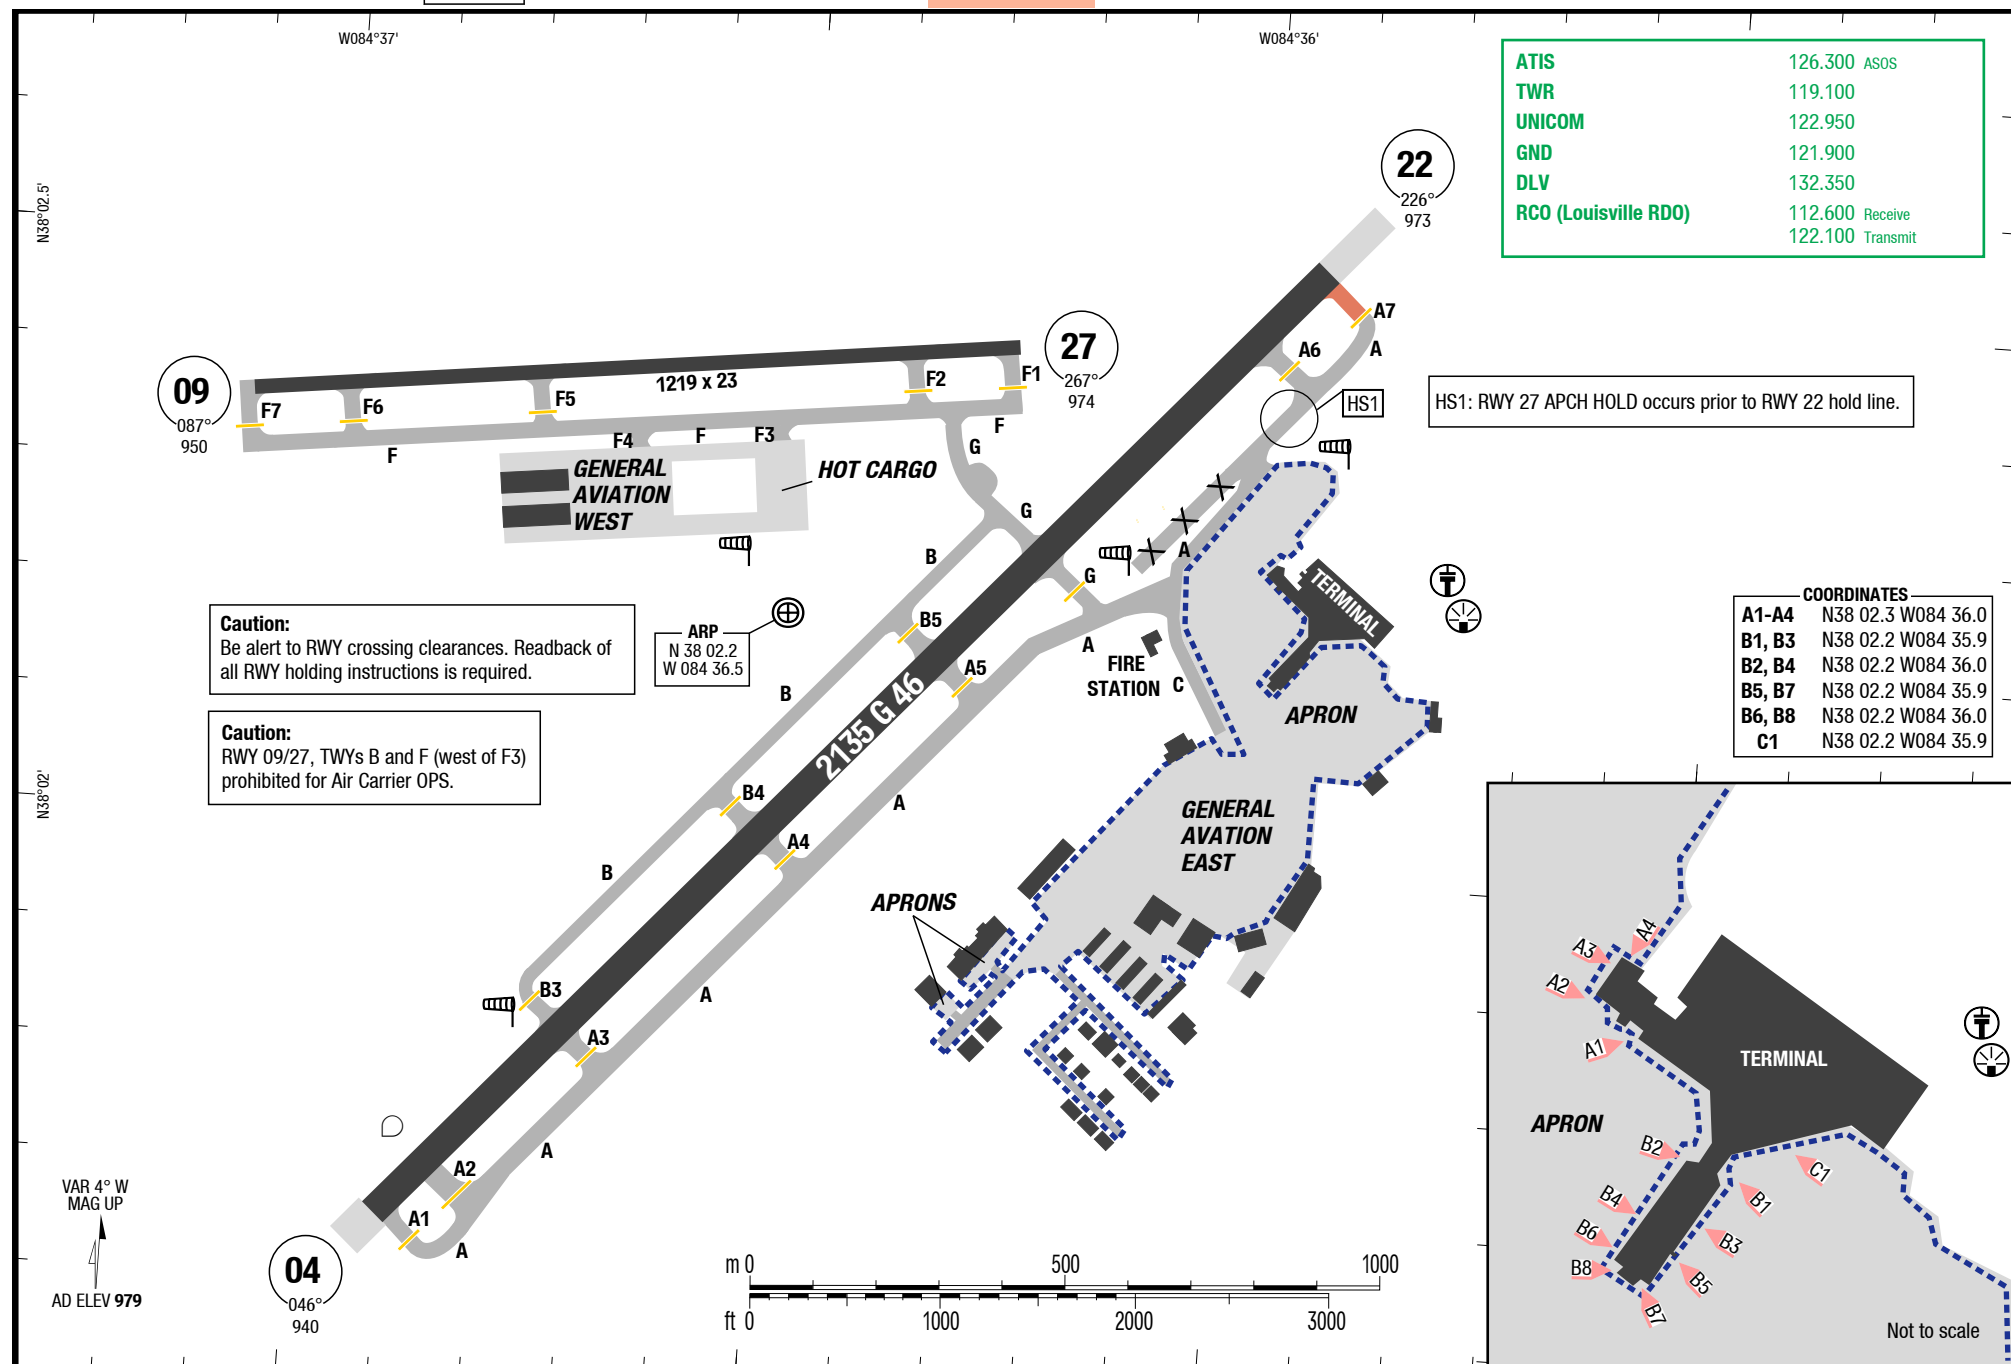 W084°37'
W084°36'
N38°02.5'
N38°02'
ATIS 126.300 ASOS
TWR 119.100
UNICOM 122.950
GND 121.900
DLV 132.350
RCO (Louisville RDO) 112.600 Receive
122.100 Transmit
22
226°
973
A7
A
A6
HS1
HS1: RWY 27 APCH HOLD occurs prior to RWY 22 hold line.
27
267°
974
09
087°
950
1219 x 23
F7
F6
F5
F2
F1
F
F4
F
F3
F
G
GENERAL
AVIATION
WEST
HOT CARGO
G
B
A
G
TERMINAL
Caution:
Be alert to RWY crossing clearances. Readback of
all RWY holding instructions is required.
ARP
N 38 02.2
W 084 36.5
B5
A
A5
FIRE
STATION
C
B
APRON
2135 G 46
Caution:
RWY 09/27, TWYs B and F (west of F3)
prohibited for Air Carrier OPS.
COORDINATES
A1-A4 N38 02.3 W084 36.0
B1, B3 N38 02.2 W084 35.9
B2, B4 N38 02.2 W084 36.0
B5, B7 N38 02.2 W084 35.9
B6, B8 N38 02.2 W084 36.0
C1 N38 02.2 W084 35.9
B4
A
A4
B
GENERAL
AVATION
EAST
APRONS
B3
A
A3
A
A2
A1
A
04
046°
940
VAR 4° W
MAG UP
AD ELEV 979
m 0 500 1000
ft 0 1000 2000 3000
A4
A3
A2
A1
TERMINAL
APRON
B2
C1
B4
B1
B6
B3
B8
B5
B7
Not to scale